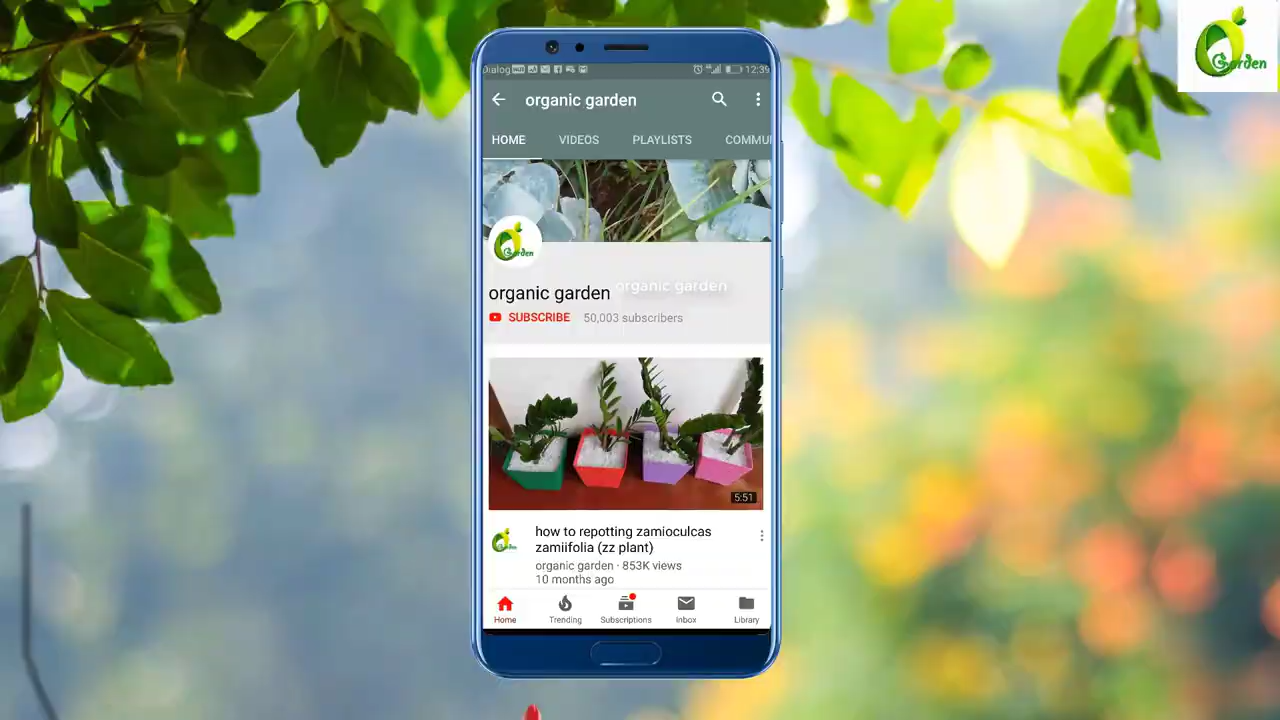 Garden
Dialog 12:39
organic garden
HOME VIDEOS PLAYLISTS COMMU
Garden
organic garden
organic garden
SUBSCRIBE 50,003 subscribers
5:51
how to repotting zamioculcas
zamiifolia (zz plant)
organic garden · 853K views
10 months ago
Home Trending Subscriptions Inbox Library